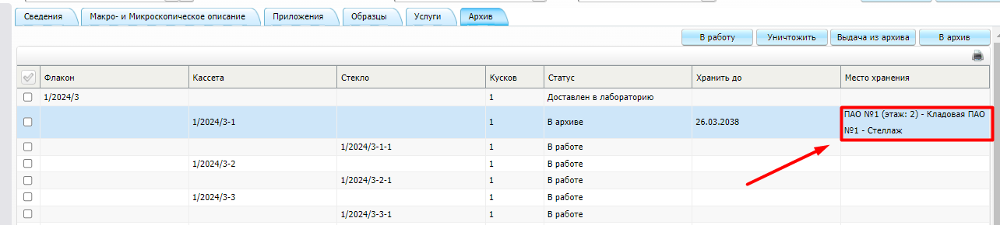 Сведения Макро- и Микроскопическое описание Приложения Образцы Услуги Архив
В работу Уничтожить Выдача из архива В архив
Флакон Кассета Стекло Кусков Статус Хранить до Место хранения
1/2024/3 1 Доставлен в лабораторию
1/2024/3-1 1 В архиве 26.03.2038 ПАО №1 (этаж: 2) - Кладовая ПАО
№1 - Стеллаж
1/2024/3-1-1 1 В работе
1/2024/3-2 1 В работе
1/2024/3-2-1 1 В работе
1/2024/3-3 1 В работе
1/2024/3-3-1 1 В работе